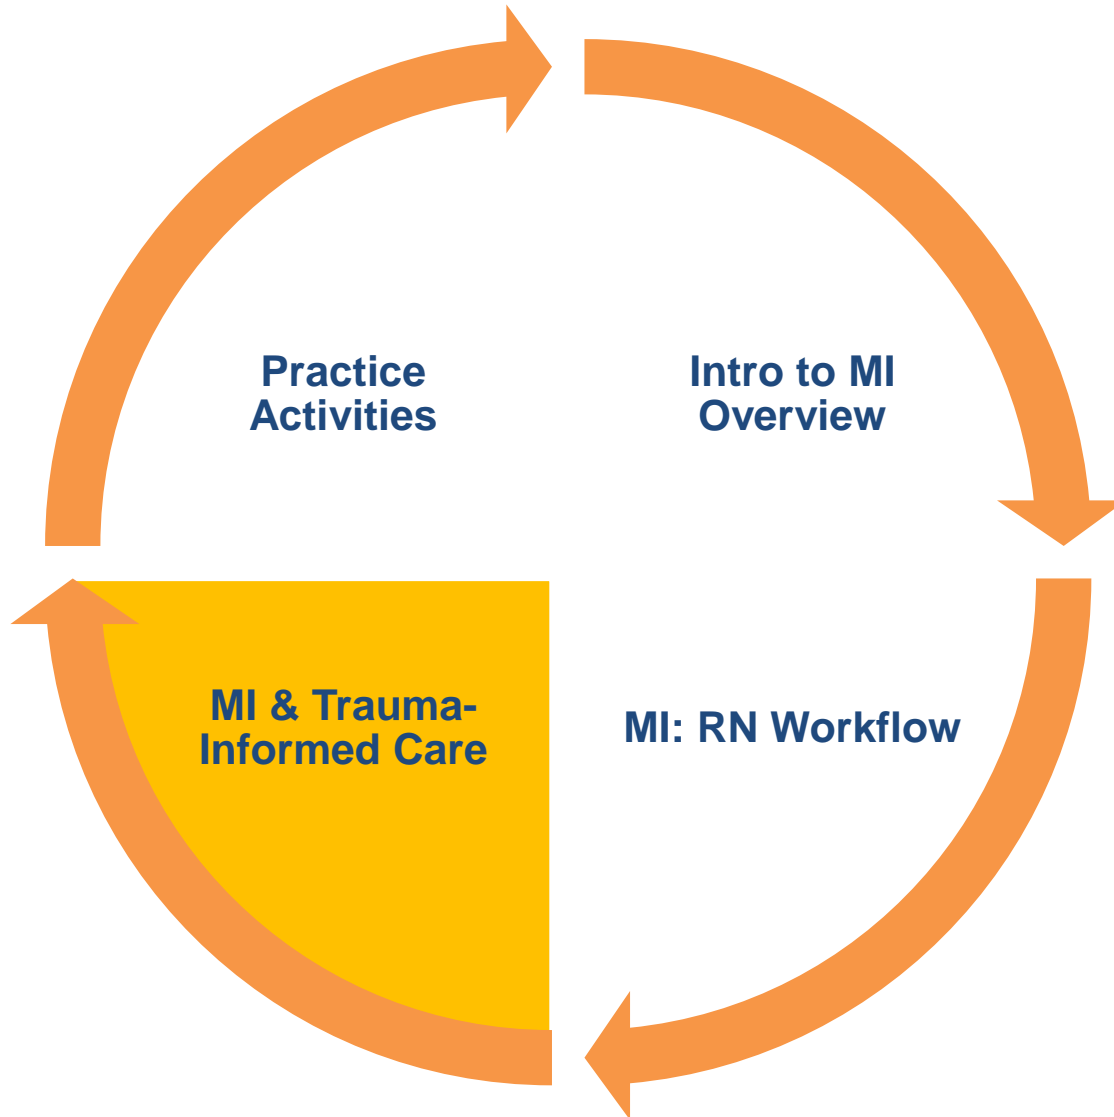 Practice
Activities
Intro to MI
Overview
MI & Trauma-
Informed Care
MI: RN Workflow